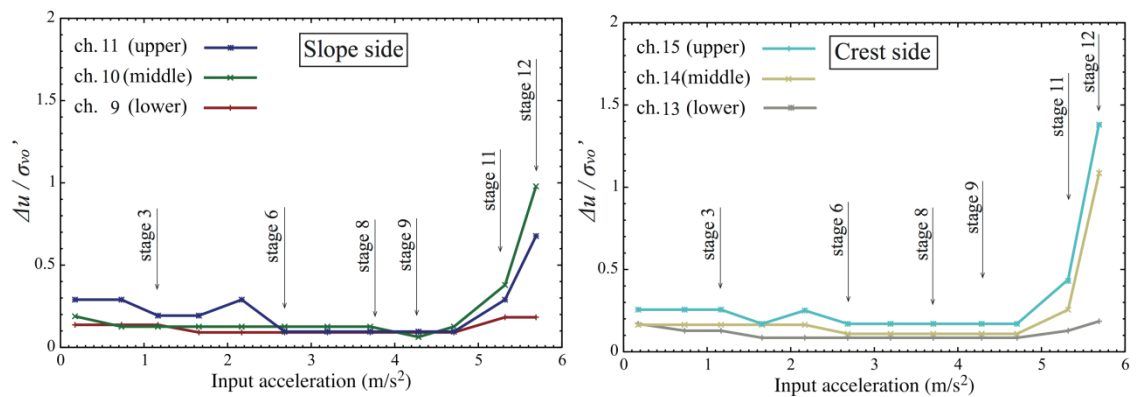 2
1.5
1
0.5
0
0 1 2 3 4 5 6
Δu / σvo'
Input acceleration (m/s²)
Slope side
ch. 11 (upper)
ch. 10 (middle)
ch. 9 (lower)
stage 3
stage 6
stage 8
stage 9
stage 11
stage 12
2
1.5
1
0.5
0
0 1 2 3 4 5 6
Δu / σvo'
Input acceleration (m/s²)
Crest side
ch.15 (upper)
ch.14 (middle)
ch.13 (lower)
stage 3
stage 6
stage 8
stage 9
stage 11
stage 12